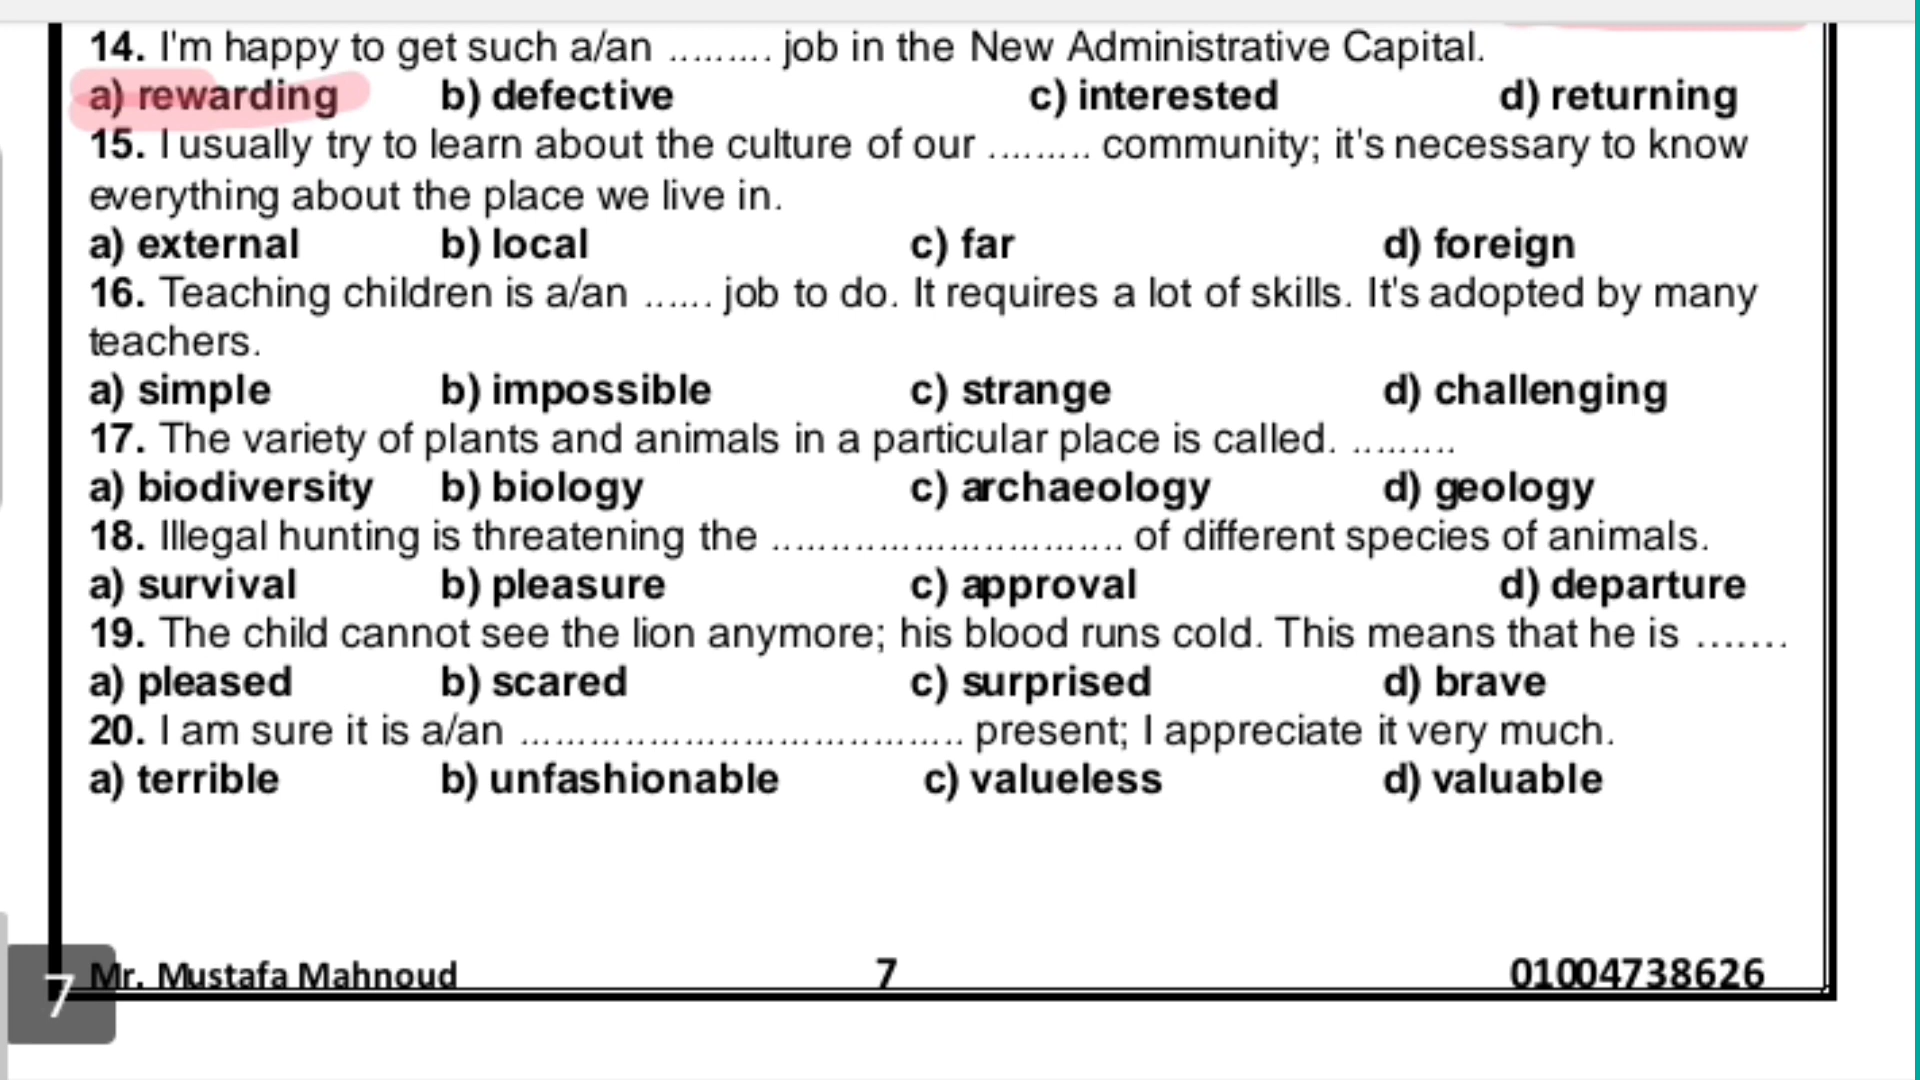 14. I'm happy to get such a/an ......... job in the New Administrative Capital.
a) rewarding b) defective c) interested d) returning
15. I usually try to learn about the culture of our ......... community; it's necessary to know
everything about the place we live in.
a) external b) local c) far d) foreign
16. Teaching children is a/an ...... job to do. It requires a lot of skills. It's adopted by many
teachers.
a) simple b) impossible c) strange d) challenging
17. The variety of plants and animals in a particular place is called. .........
a) biodiversity b) biology c) archaeology d) geology
18. Illegal hunting is threatening the .............................. of different species of animals.
a) survival b) pleasure c) approval d) departure
19. The child cannot see the lion anymore; his blood runs cold. This means that he is .......
a) pleased b) scared c) surprised d) brave
20. I am sure it is a/an ...................................... present; I appreciate it very much.
a) terrible b) unfashionable c) valueless d) valuable
Mr. Mustafa Mahnoud 7 01004738626
7